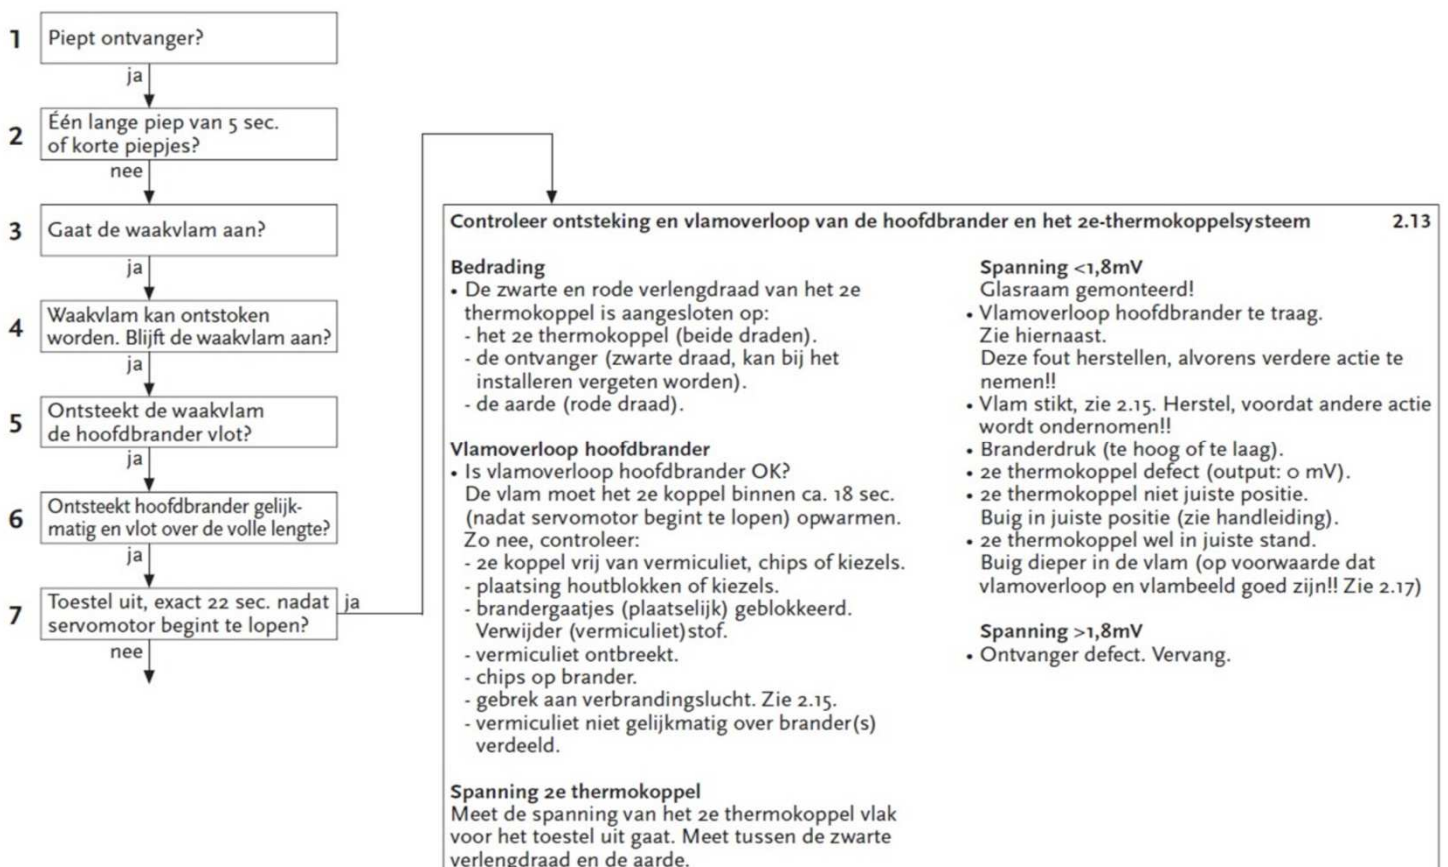 1 Piept ontvanger?
ja
2 Één lange piep van 5 sec.
of korte piepjes?
nee
3 Gaat de waakvlam aan?
ja
4 Waakvlam kan ontstoken
worden. Blijft de waakvlam aan?
ja
5 Ontsteekt de waakvlam
de hoofdbrander vlot?
ja
6 Ontsteekt hoofdbrander gelijk-
matig en vlot over de volle lengte?
ja
7 Toestel uit, exact 22 sec. nadat
servomotor begint te lopen?
ja
nee
Controleer ontsteking en vlamoverloop van de hoofdbrander en het 2e-thermokoppelsysteem 2.13
Bedrading
• De zwarte en rode verlengdraad van het 2e
thermokoppel is aangesloten op:
- het 2e thermokoppel (beide draden).
- de ontvanger (zwarte draad, kan bij het
installeren vergeten worden).
- de aarde (rode draad).
Vlamoverloop hoofdbrander
• Is vlamoverloop hoofdbrander OK?
De vlam moet het 2e koppel binnen ca. 18 sec.
(nadat servomotor begint te lopen) opwarmen.
Zo nee, controleer:
- 2e koppel vrij van vermiculiet, chips of kiezels.
- plaatsing houtblokken of kiezels.
- brandergaatjes (plaatselijk) geblokkeerd.
Verwijder (vermiculiet)stof.
- vermiculiet ontbreekt.
- chips op brander.
- gebrek aan verbrandingslucht. Zie 2.15.
- vermiculiet niet gelijkmatig over brander(s)
verdeeld.
Spanning 2e thermokoppel
Meet de spanning van het 2e thermokoppel vlak
voor het toestel uit gaat. Meet tussen de zwarte
verlengdraad en de aarde.
Spanning <1,8mV
Glasraam gemonteerd!
• Vlamoverloop hoofdbrander te traag.
Zie hiernaast.
Deze fout herstellen, alvorens verdere actie te
nemen!!
• Vlam stikt, zie 2.15. Herstel, voordat andere actie
wordt ondernomen!!
• Branderdruk (te hoog of te laag).
• 2e thermokoppel defect (output: 0 mV).
• 2e thermokoppel niet juiste positie.
Buig in juiste positie (zie handleiding).
• 2e thermokoppel wel in juiste stand.
Buig dieper in de vlam (op voorwaarde dat
vlamoverloop en vlambeeld goed zijn!! Zie 2.17)
Spanning >1,8mV
• Ontvanger defect. Vervang.